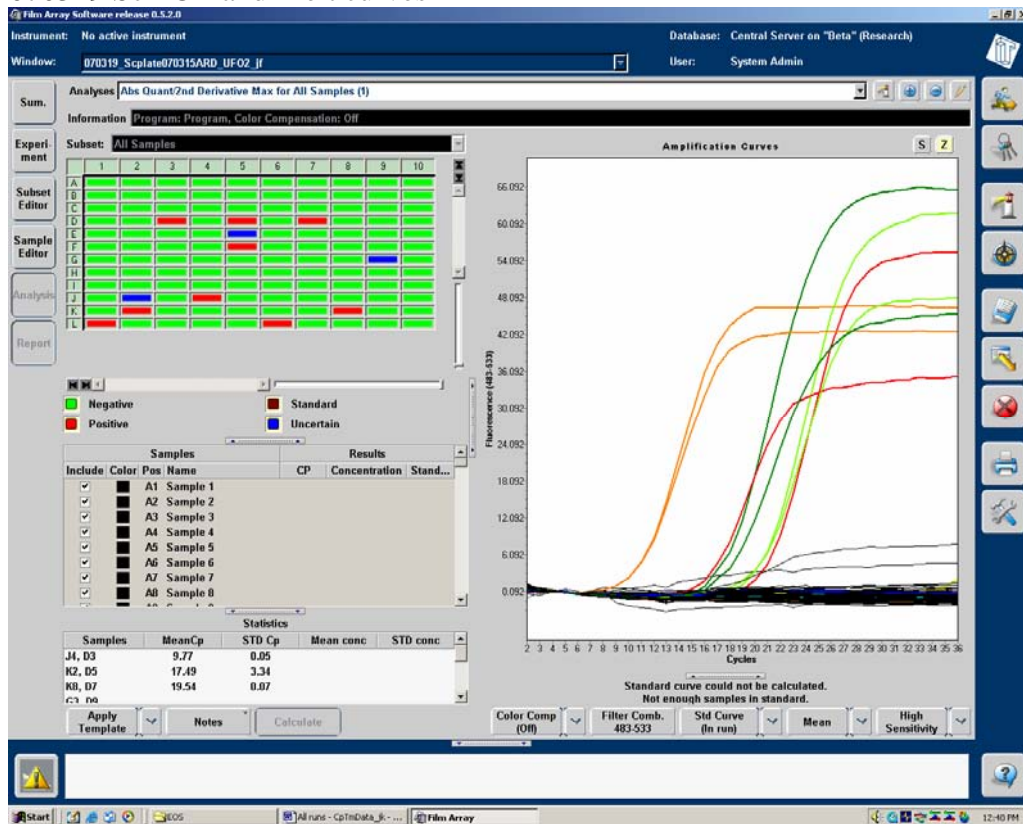 Film Array Software release 0.5.2.0
Instrument: No active instrument
Database: Central Server on "Beta" (Research)
Window: 070319_Scplate070315ARD_UFO2_jf
User: System Admin
Sum.
Experi-
ment
Subset
Editor
Sample
Editor
Analysis
Report
Analyses Abs Quant/2nd Derivative Max for All Samples (1)
Information Program: Program, Color Compensation: Off
Subset: All Samples
1 2 3 4 5 6 7 8 9 10
A
B
C
D
E
F
G
H
I
J
K
L
Negative
Standard
Positive
Uncertain
Samples Results
Include Color Pos Name CP Concentration Stand...
A1 Sample 1
A2 Sample 2
A3 Sample 3
A4 Sample 4
A5 Sample 5
A6 Sample 6
A7 Sample 7
A8 Sample 8
Statistics
Samples MeanCp STD Cp Mean conc STD conc
J4, D3 9.77 0.05
K2, D5 17.49 3.34
K8, D7 19.54 0.07
Apply
Template
Notes
Calculate
Amplification Curves
S Z
Fluorescence (483-533)
66.092
60.092
54.092
48.092
42.092
36.092
30.092
24.092
18.092
12.092
6.092
0.092
2 3 4 5 6 7 8 9 10 11 12 13 14 15 16 17 18 19 20 21 22 23 24 25 26 27 28 29 30 31 32 33 34 35 36
Cycles
Standard curve could not be calculated.
Not enough samples in standard.
Color Comp
(Off)
Filter Comb.
483-533
Std Curve
(In run)
Mean
High
Sensitivity
Start
EOS
All runs - CpTmData_jk - ...
Film Array
12:40 PM